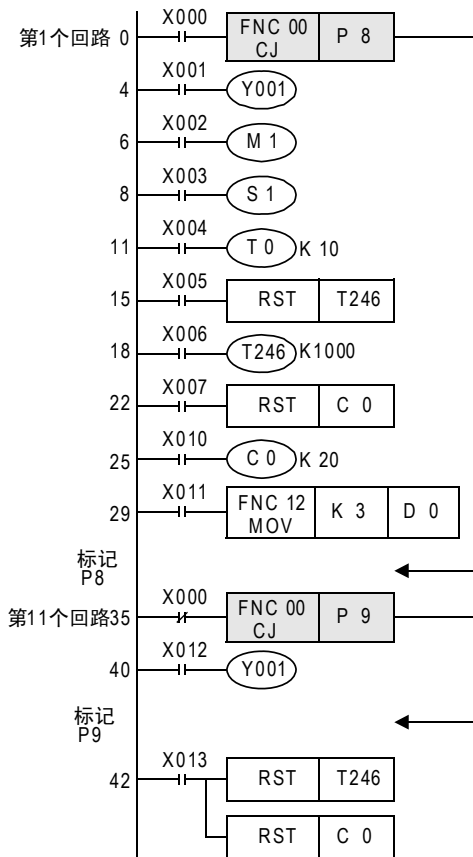 X000
第1个回路 0
FNC 00
CJ
P 8
X001
4
Y001
X002
6
M 1
X003
8
S 1
X004
11
T 0
K 10
X005
15
RST
T246
X006
18
T246
K1000
X007
22
RST
C 0
X010
25
C 0
K 20
X011
29
FNC 12
MOV
K 3
D 0
标记
P8
X000
第11个回路35
FNC 00
CJ
P 9
X012
40
Y001
标记
P9
X013
42
RST
T246
RST
C 0